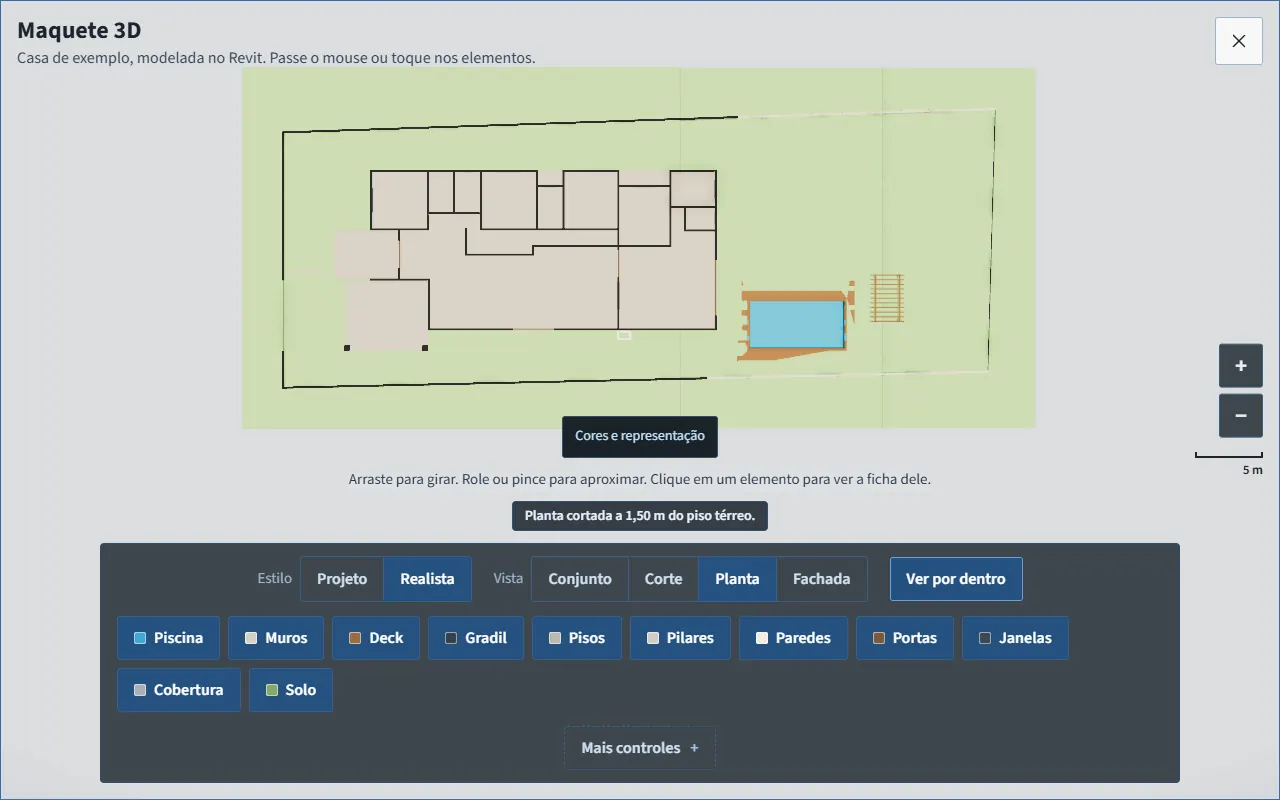 Maquete 3D
Casa de exemplo, modelada no Revit. Passe o mouse ou toque nos elementos.
+
−
5 m
Cores e representação
Arraste para girar. Role ou pince para aproximar. Clique em um elemento para ver a ficha dele.
Planta cortada a 1,50 m do piso térreo.
Estilo Projeto Realista Vista Conjunto Corte Planta Fachada Ver por dentro
Piscina Muros Deck Gradil Pisos Pilares Paredes Portas Janelas
Cobertura Solo
Mais controles +